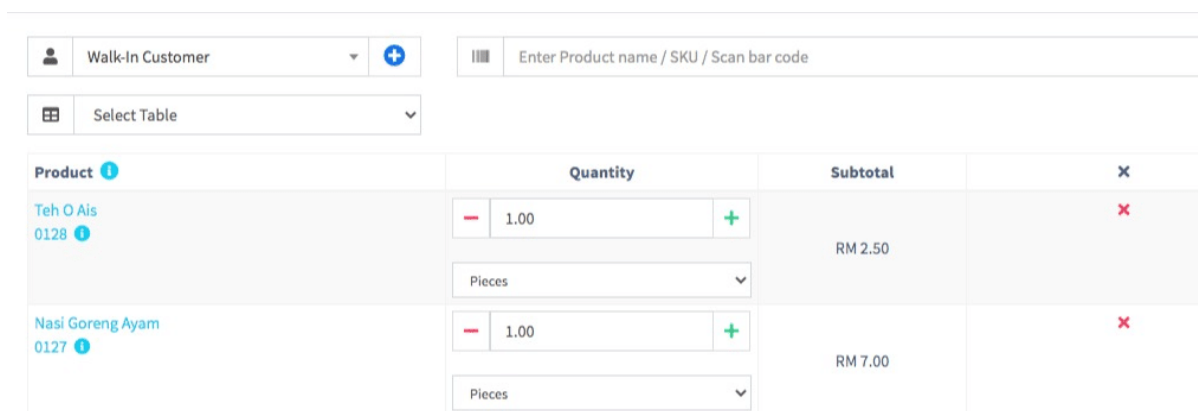 Walk-In Customer
Enter Product name / SKU / Scan bar code
Select Table
Product Quantity Subtotal
Teh O Ais
0128
1.00
Pieces
RM 2.50
Nasi Goreng Ayam
0127
1.00
Pieces
RM 7.00